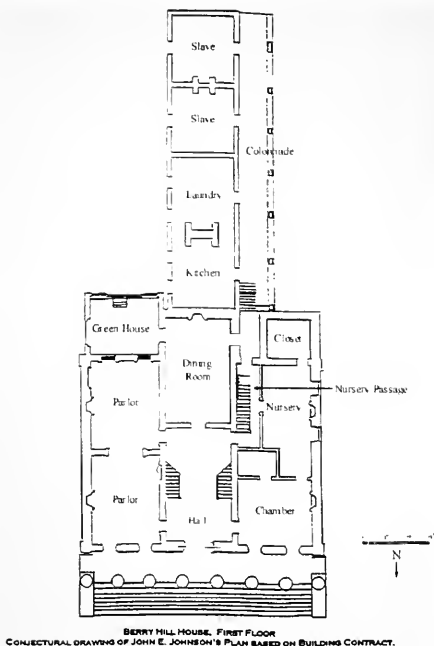 Slave
Slave
Colonnade
Laundry
Kitchen
Green House
Closet
Dining
Room
Nursery Passage
Parlor
Nursery
Parlor
Hall
Chamber
N
BERRY HILL HOUSE, FIRST FLOOR
CONJECTURAL DRAWING OF JOHN E. JOHNSON'S PLAN BASED ON BUILDING CONTRACT.